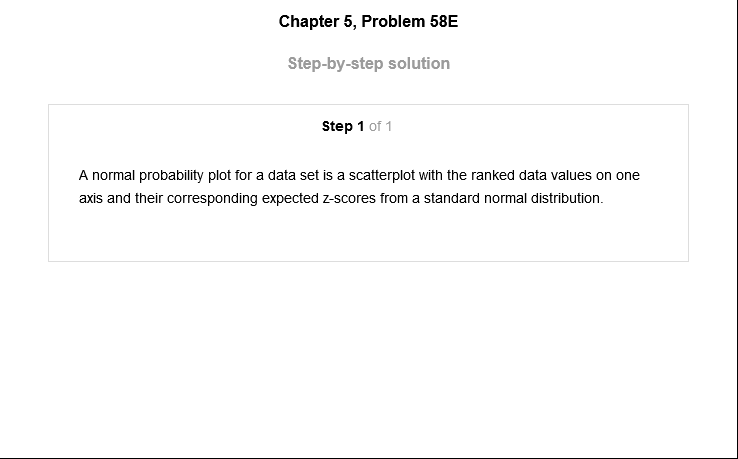 Chapter 5, Problem 58E
Step-by-step solution
Step 1 of 1
A normal probability plot for a data set is a scatterplot with the ranked data values on one
axis and their corresponding expected z-scores from a standard normal distribution.